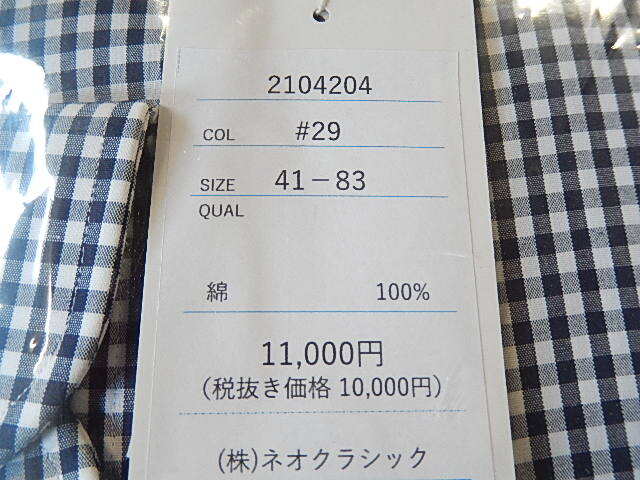 2104204
COL #29
SIZE 41-83
QUAL
綿 100%
11,000円
(税抜き価格 10,000円)
(株)ネオクラシック